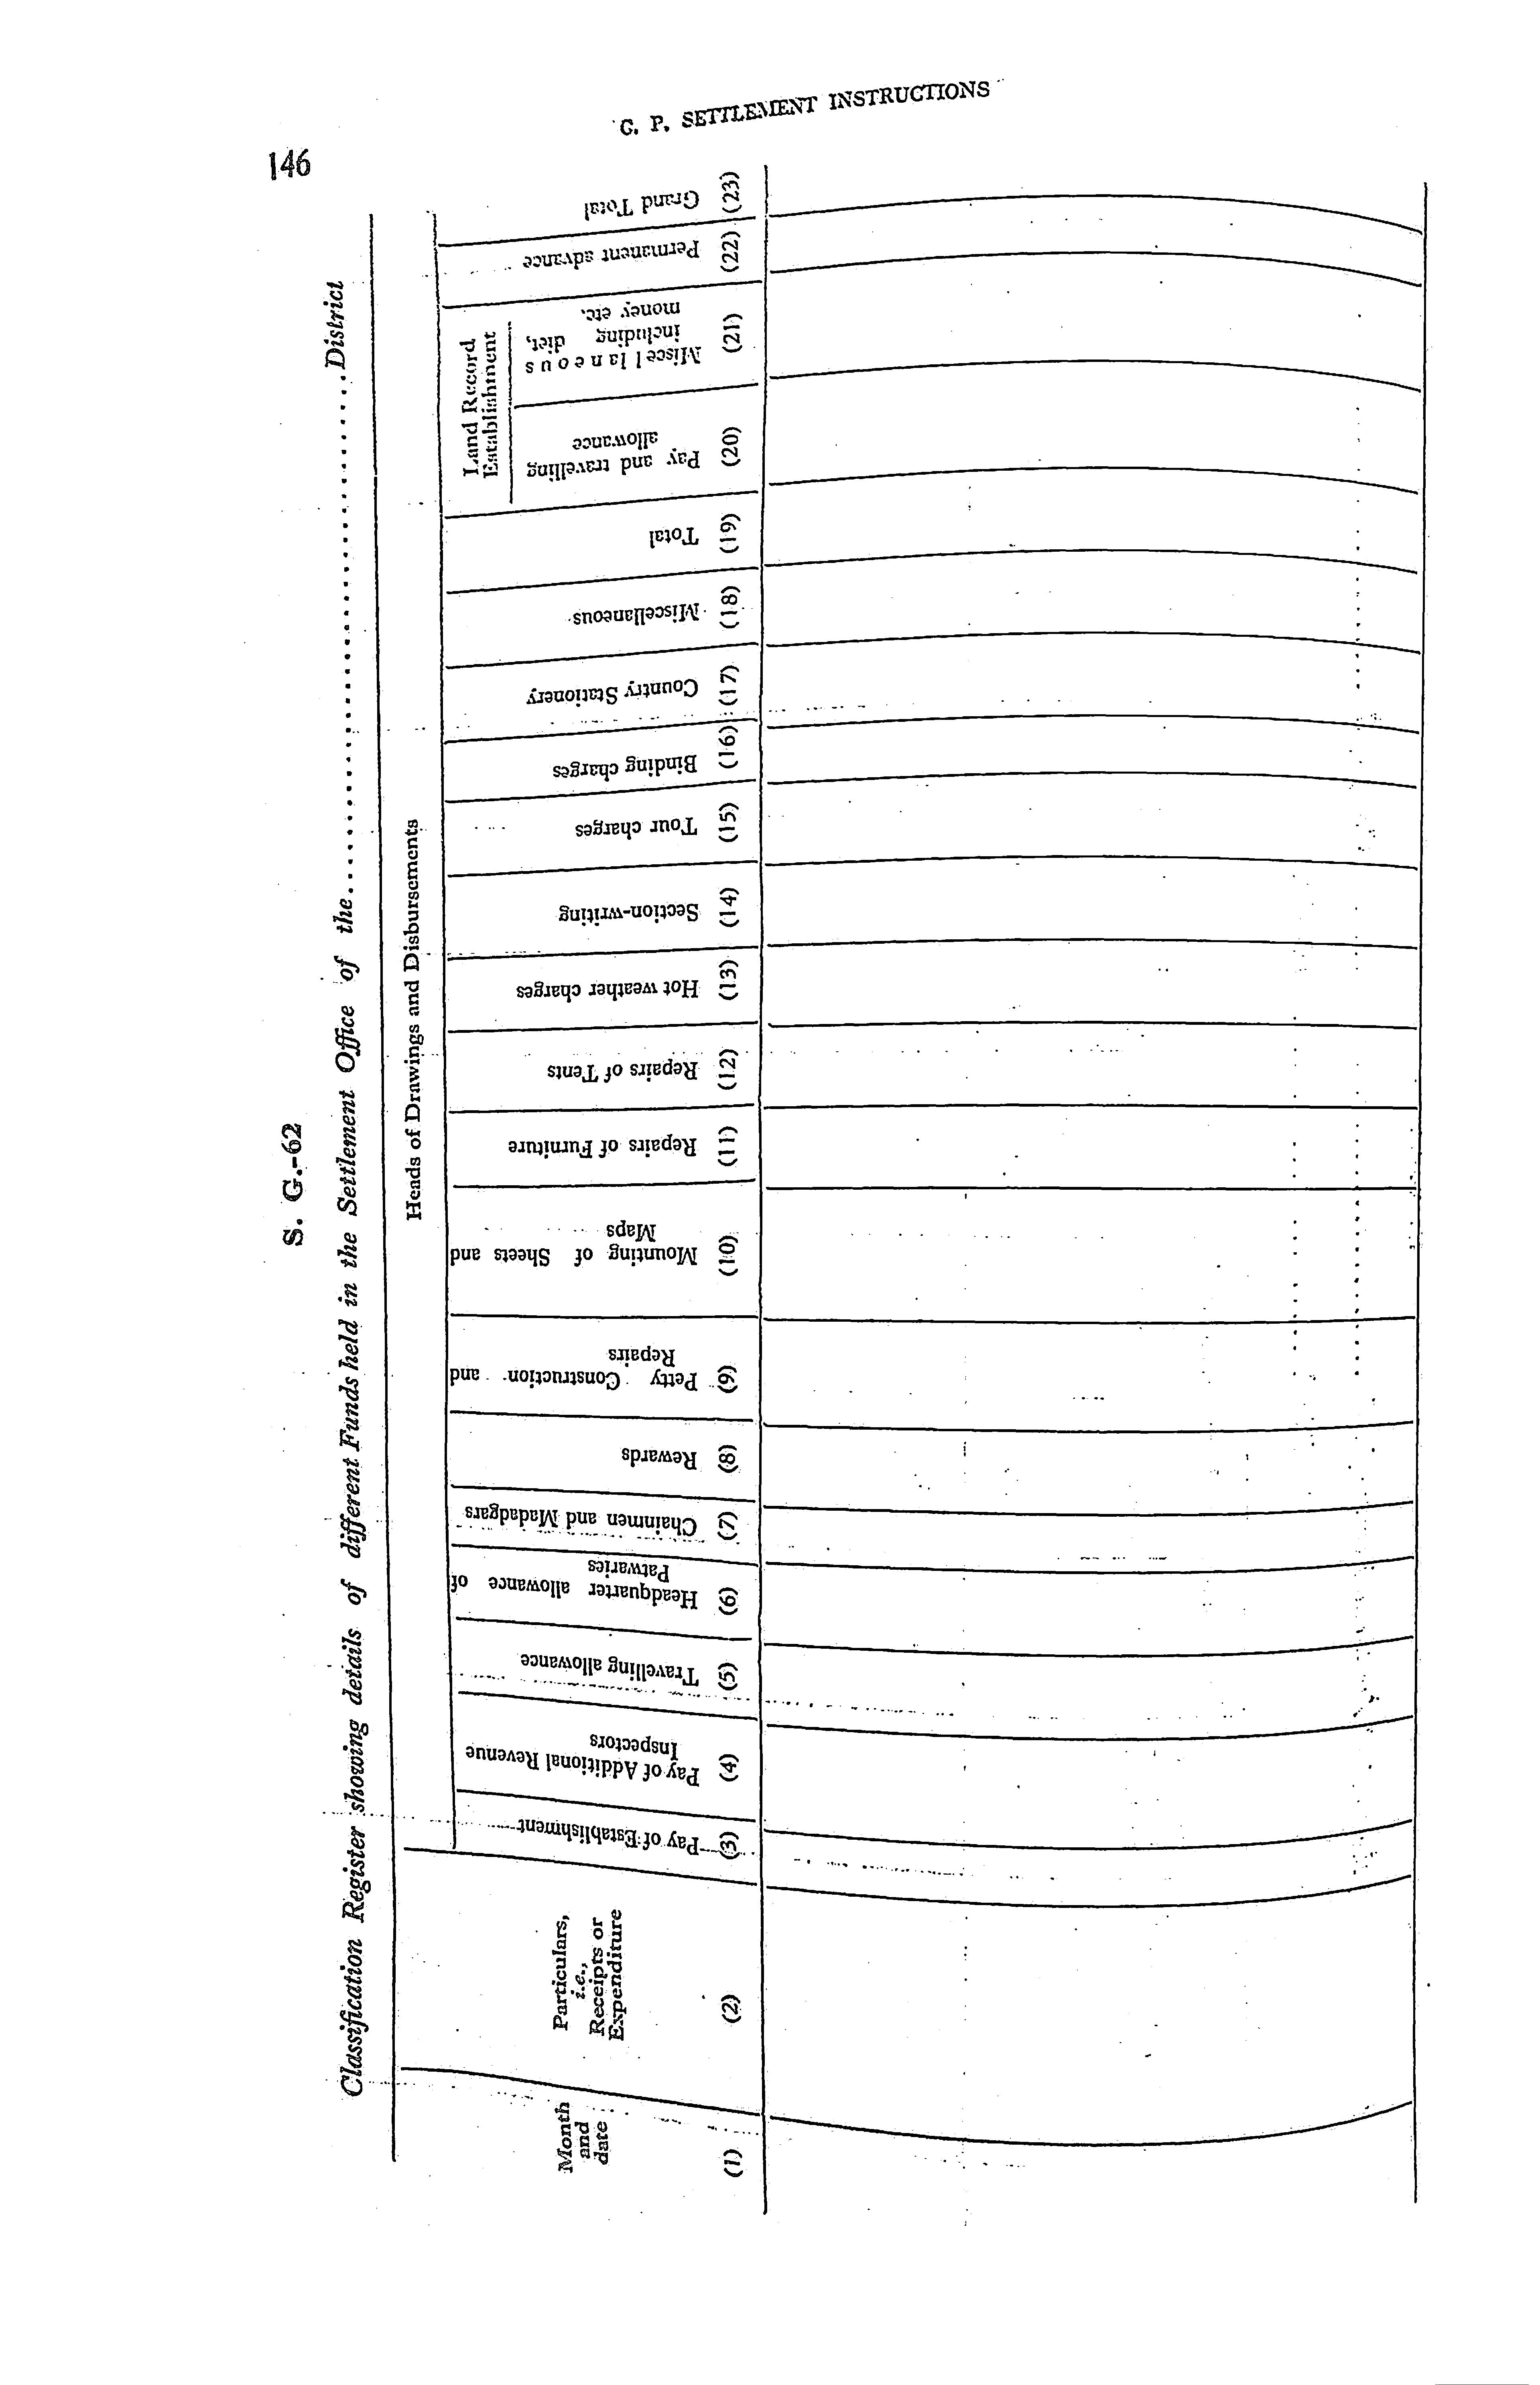 146
C. P. SETTLEMENT INSTRUCTIONS
S. G.-62
Classification Register showing details of different Funds held in the Settlement Office of the..............................District
Heads of Drawings and Disbursements
Month
and
date
(1)
Particulars,
i.e.,
Receipts or
Expenditure
(2)
Pay of Establishment
(3)
Pay of Additional Revenue
Inspectors
(4)
Travelling allowance
(5)
Headquarter allowance of
Patwaries
(6)
Chainmen and Madadgars
(7)
Rewards
(8)
Petty Construction and
Repairs
(9)
Mounting of Sheets and
Maps
(10)
Repairs of Furniture
(11)
Repairs of Tents
(12)
Hot weather charges
(13)
Section-writing
(14)
Tour charges
(15)
Binding charges
(16)
Country Stationery
(17)
Miscellaneous
(18)
Total
(19)
Land Record
Establishment
Pay and travelling
allowance
(20)
Miscellaneous
including diet,
money etc.
(21)
Permanent advance
(22)
Grand Total
(23)